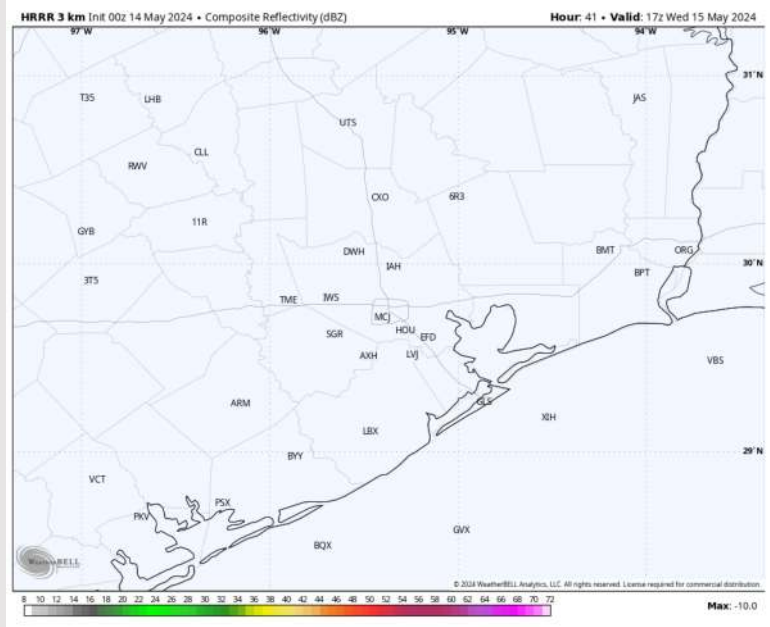 HRRR 3 km Init 00z 14 May 2024 • Composite Reflectivity (dBZ)
Hour: 41 • Valid: 17z Wed 15 May 2024
97°W 96°W 95°W 94°W
31°N
T35 LHB JAS
UTS
CLL
RWV
CXO 6R3
11R
GYB
DWH BMT ORG
IAH 30°N
BPT
3T5
TME IWS
MCJ
SGR HOU EFD
AXH LVJ VBS
ARM GLS
XIH
LBX
BYY 29°N
VCT
PSX
PKV
GVX
BQX
WEATHERBELL
© 2024 WeatherBELL Analytics, LLC. All rights reserved. License required for commercial distribution.
8 10 12 14 16 18 20 22 24 26 28 30 32 34 36 38 40 42 44 46 48 50 52 54 56 58 60 62 64 66 68 70 72
Max: -10.0